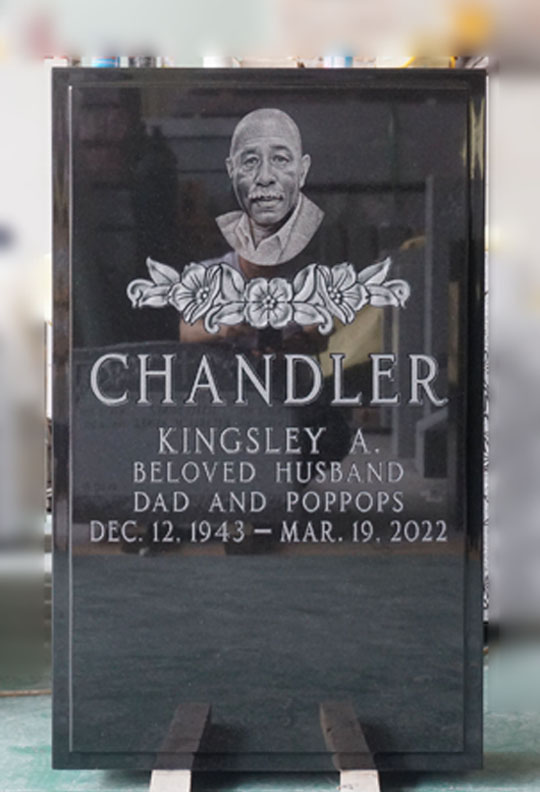 CHANDLER
KINGSLEY A.
BELOVED HUSBAND
DAD AND POPPOPS
DEC. 12, 1943 — MAR. 19, 2022